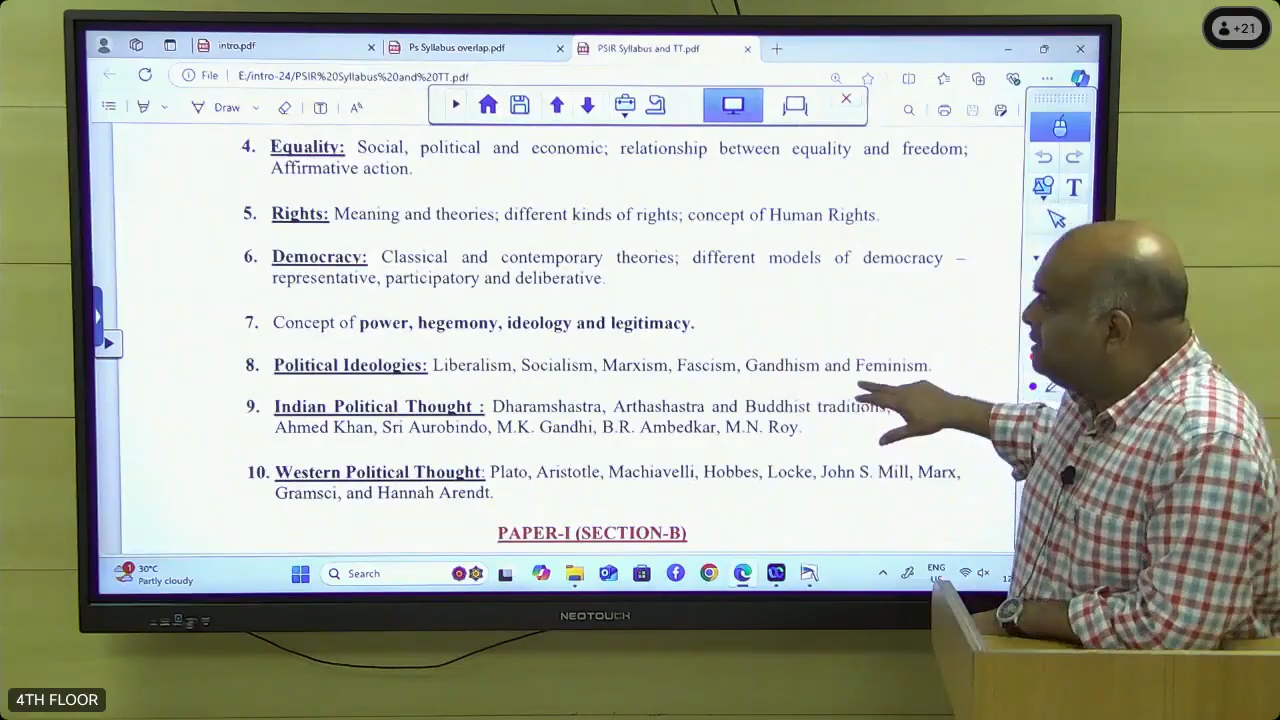 +21
intro.pdf
Ps Syllabus overlap.pdf
PSIR Syllabus and TT.pdf
File
E:/intro-24/PSIR%20Syllabus%20and%20TT.pdf
Draw
4. Equality: Social, political and economic; relationship between equality and freedom;
Affirmative action.
5. Rights: Meaning and theories; different kinds of rights; concept of Human Rights.
6. Democracy: Classical and contemporary theories; different models of democracy –
representative, participatory and deliberative.
7. Concept of power, hegemony, ideology and legitimacy.
8. Political Ideologies: Liberalism, Socialism, Marxism, Fascism, Gandhism and Feminism.
9. Indian Political Thought : Dharamshastra, Arthashastra and Buddhist traditions,
Ahmed Khan, Sri Aurobindo, M.K. Gandhi, B.R. Ambedkar, M.N. Roy.
10. Western Political Thought: Plato, Aristotle, Machiavelli, Hobbes, Locke, John S. Mill, Marx,
Gramsci, and Hannah Arendt.
PAPER-I (SECTION-B)
30°C
Partly cloudy
Search
ENG
NEOTOUCH
4TH FLOOR